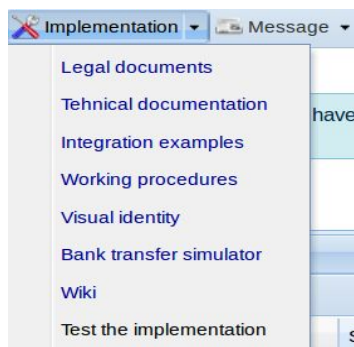 Implementation Message
Legal documents
Tehnical documentation
have
Integration examples
Working procedures
Visual identity
Bank transfer simulator
Wiki
Test the implementation